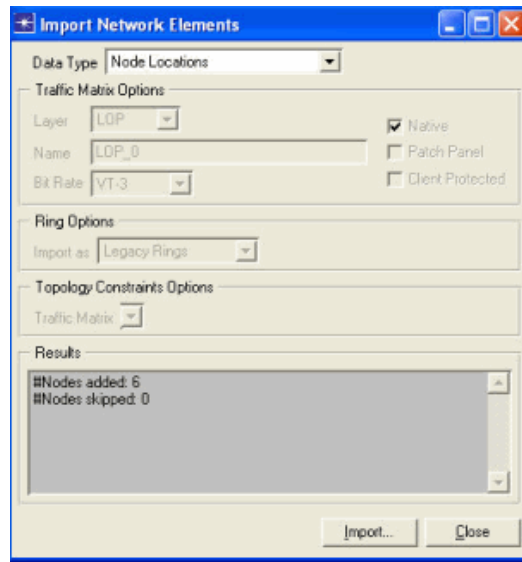 Import Network Elements
Data Type Node Locations
Traffic Matrix Options
Layer LOP
Native
Name LOP_0
Patch Panel
Bit Rate VT-3
Client Protected
Ring Options
Import as Legacy Rings
Topology Constraints Options
Traffic Matrix
Results
#Nodes added: 6
#Nodes skipped: 0
Import... Close